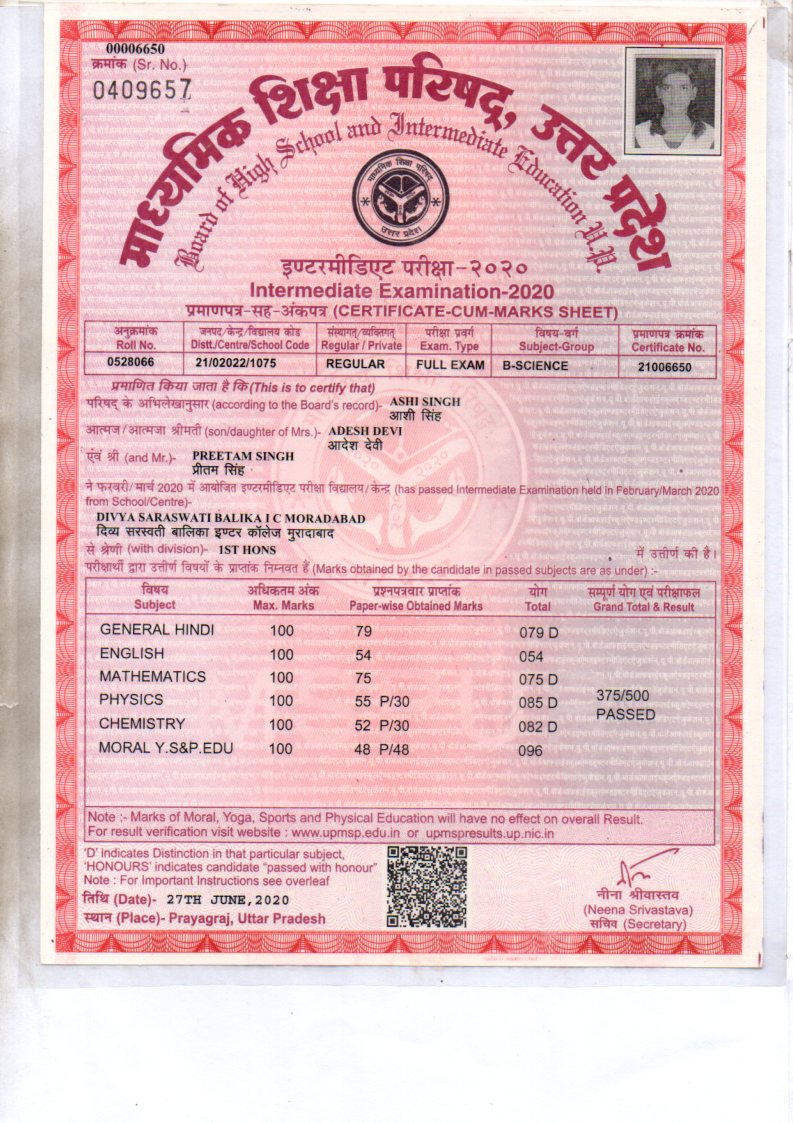 00006650
क्रमांक (Sr. No.)
0409657
माध्यमिक शिक्षा परिषद्, उत्तर प्रदेश
Board of High School and Intermediate Education U.P.
माध्यमिक शिक्षा परिषद्
उत्तर प्रदेश
इण्टरमीडिएट परीक्षा-२०२०
Intermediate Examination-2020
प्रमाणपत्र-सह-अंकपत्र (CERTIFICATE-CUM-MARKS SHEET)
अनुक्रमांक जनपद/केन्द्र/विद्यालय कोड संस्थागत/व्यक्तिगत परीक्षा प्रवर्ग विषय-वर्ग प्रमाणपत्र क्रमांक
Roll No. Distt./Centre/School Code Regular / Private Exam. Type Subject-Group Certificate No.
0528066 21/02022/1075 REGULAR FULL EXAM B-SCIENCE 21006650
प्रमाणित किया जाता है कि (This is to certify that)
परिषद् के अभिलेखानुसार (according to the Board's record)- ASHI SINGH
आशी सिंह
आत्मज/आत्मजा श्रीमती (son/daughter of Mrs.)- ADESH DEVI
आदेश देवी
एंव श्री (and Mr.)- PREETAM SINGH
प्रीतम सिंह
ने फरवरी/मार्च 2020 में आयोजित इण्टरमीडिएट परीक्षा विद्यालय/केन्द्र (has passed Intermediate Examination held in February/March 2020
from School/Centre)-
DIVYA SARASWATI BALIKA I C MORADABAD
दिव्य सरस्वती बालिका इण्टर कॉलेज मुरादाबाद
से श्रेणी (with division)- 1ST HONS में उत्तीर्ण की है।
परीक्षार्थी द्वारा उत्तीर्ण विषयों के प्राप्तांक निम्नवत हैं (Marks obtained by the candidate in passed subjects are as under) :-
विषय अधिकतम अंक प्रश्नपत्रवार प्राप्तांक योग सम्पूर्ण योग एवं परीक्षाफल
Subject Max. Marks Paper-wise Obtained Marks Total Grand Total & Result
GENERAL HINDI 100 79 079 D
ENGLISH 100 54 054
MATHEMATICS 100 75 075 D
PHYSICS 100 55 P/30 085 D 375/500
CHEMISTRY 100 52 P/30 082 D PASSED
MORAL Y.S&P.EDU 100 48 P/48 096
Note :- Marks of Moral, Yoga, Sports and Physical Education will have no effect on overall Result.
For result verification visit website : www.upmsp.edu.in or upmspresults.up.nic.in
'D' indicates Distinction in that particular subject,
'HONOURS' indicates candidate "passed with honour"
Note : For Important Instructions see overleaf
तिथि (Date)- 27TH JUNE,2020
स्थान (Place)- Prayagraj, Uttar Pradesh
नीना श्रीवास्तव
(Neena Srivastava)
सचिव (Secretary)